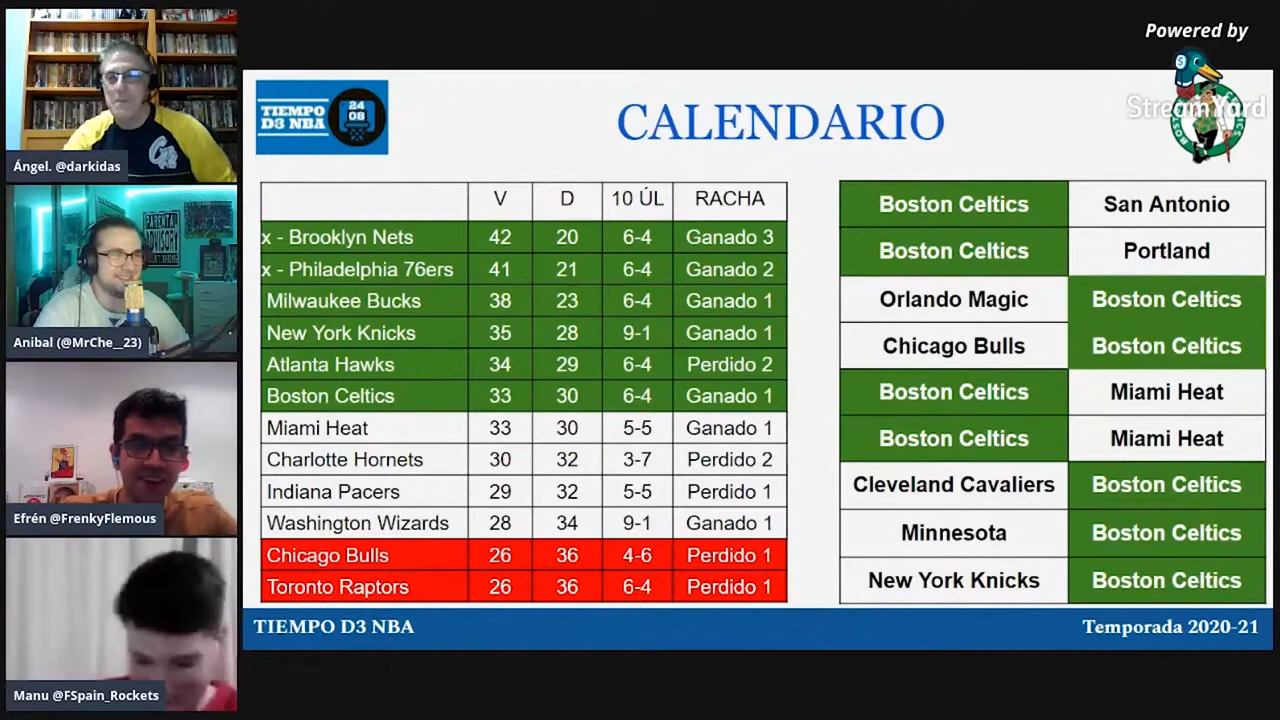 Powered by
StreamYard
TIEMPO
D3 NBA
24
08
CALENDARIO
V D 10 ÚL RACHA
x - Brooklyn Nets 42 20 6-4 Ganado 3
x - Philadelphia 76ers 41 21 6-4 Ganado 2
Milwaukee Bucks 38 23 6-4 Ganado 1
New York Knicks 35 28 9-1 Ganado 1
Atlanta Hawks 34 29 6-4 Perdido 2
Boston Celtics 33 30 6-4 Ganado 1
Miami Heat 33 30 5-5 Ganado 1
Charlotte Hornets 30 32 3-7 Perdido 2
Indiana Pacers 29 32 5-5 Perdido 1
Washington Wizards 28 34 9-1 Ganado 1
Chicago Bulls 26 36 4-6 Perdido 1
Toronto Raptors 26 36 6-4 Perdido 1
Boston Celtics San Antonio
Boston Celtics Portland
Orlando Magic Boston Celtics
Chicago Bulls Boston Celtics
Boston Celtics Miami Heat
Boston Celtics Miami Heat
Cleveland Cavaliers Boston Celtics
Minnesota Boston Celtics
New York Knicks Boston Celtics
TIEMPO D3 NBA
Temporada 2020-21
Ángel. @darkidas
PARENTAL
ADVISORY
Anibal (@MrChe__23)
Efrén @FrenkyFlemous
Manu @FSpain_Rockets